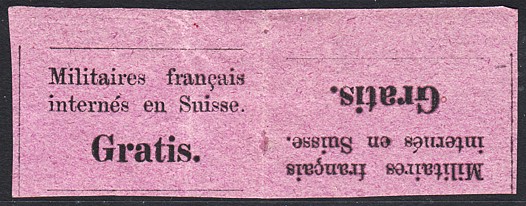 Militaires français
internés en Suisse.
Gratis.
Militaires français
internés en Suisse.
Gratis.